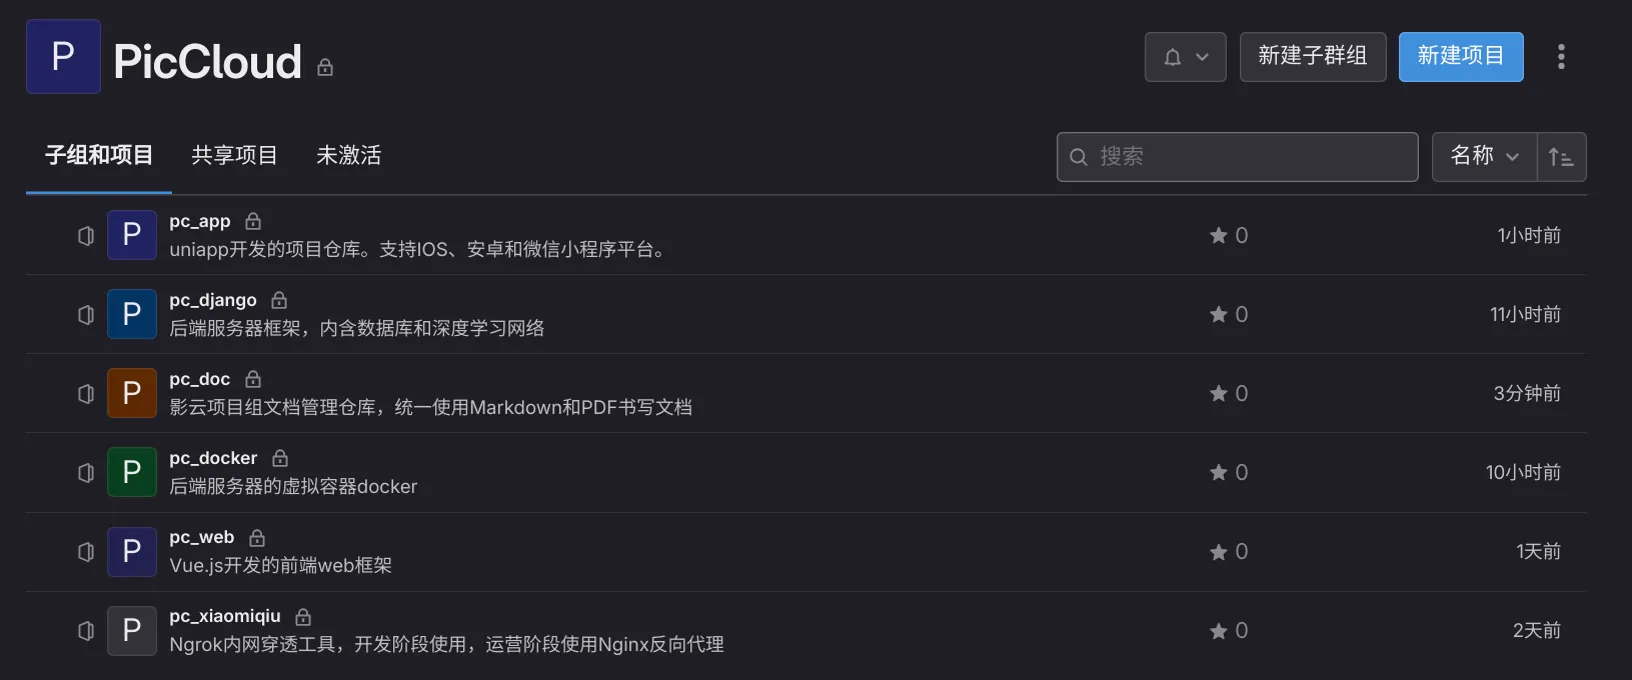 P
PicCloud
新建子群组
新建项目
子组和项目
共享项目
未激活
搜索
名称
P
pc_app
uniapp开发的项目仓库。支持IOS、安卓和微信小程序平台。
0
1小时前
P
pc_django
后端服务器框架，内含数据库和深度学习网络
0
11小时前
P
pc_doc
影云项目组文档管理仓库，统一使用Markdown和PDF书写文档
0
3分钟前
P
pc_docker
后端服务器的虚拟容器docker
0
10小时前
P
pc_web
Vue.js开发的前端web框架
0
1天前
P
pc_xiaomiqiu
Ngrok内网穿透工具，开发阶段使用，运营阶段使用Nginx反向代理
0
2天前